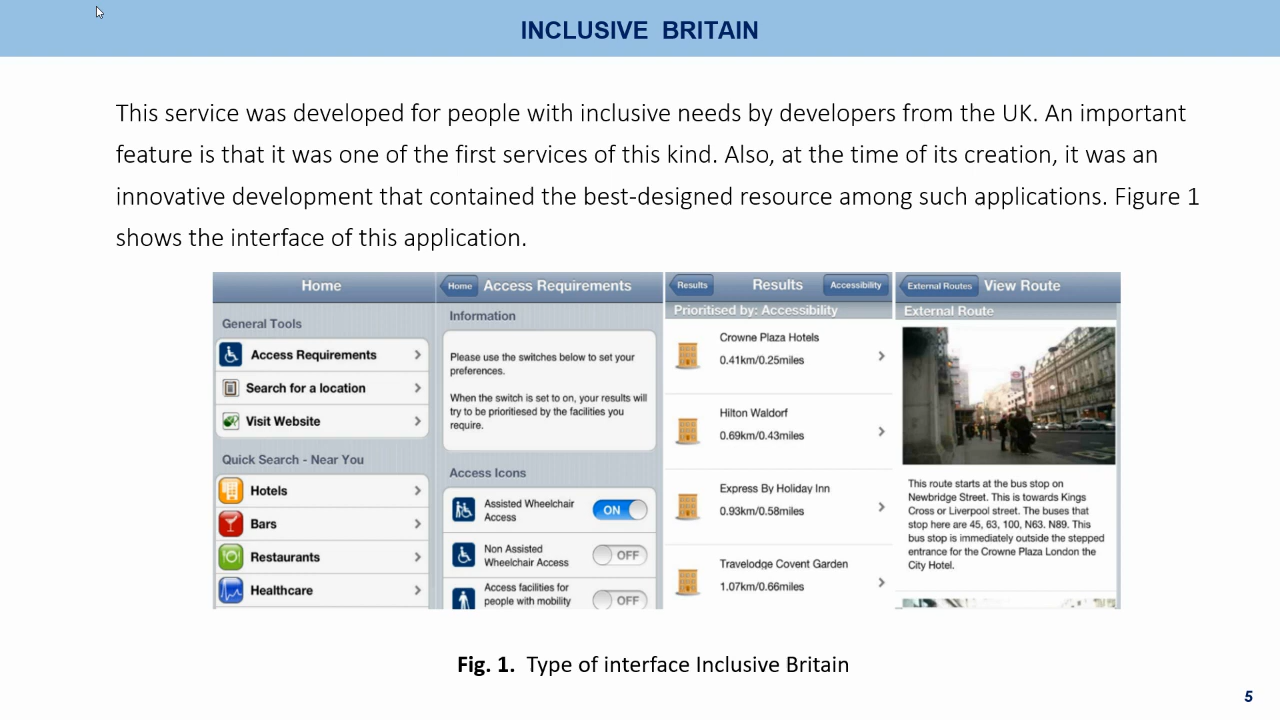 INCLUSIVE BRITAIN
This service was developed for people with inclusive needs by developers from the UK. An important
feature is that it was one of the first services of this kind. Also, at the time of its creation, it was an
innovative development that contained the best-designed resource among such applications. Figure 1
shows the interface of this application.
Home
General Tools
Access Requirements
Search for a location
Visit Website
Quick Search - Near You
Hotels
Bars
Restaurants
Healthcare
Home
Access Requirements
Information
Please use the switches below to set your
preferences.
When the switch is set to on, your results will
try to be prioritiesed by the facilities you
require.
Access Icons
Assisted Wheelchair
Access
ON
Non Assisted
Wheelchair Access
OFF
Access facilities for
people with mobility
OFF
Results
Results
Accessibility
Prioritised by: Accessibility
Crowne Plaza Hotels
0.41km/0.25miles
Hilton Waldorf
0.69km/0.43miles
Express By Holiday Inn
0.93km/0.58miles
Travelodge Covent Garden
1.07km/0.66miles
External Routes
View Route
External Route
This route starts at the bus stop on
Newbridge Street. This is towards Kings
Cross or Liverpool street. The buses that
stop here are 45, 63, 100, N63. N89. This
bus stop is immediately outside the stepped
entrance for the Crowne Plaza London the
City Hotel.
Fig. 1. Type of interface Inclusive Britain
5